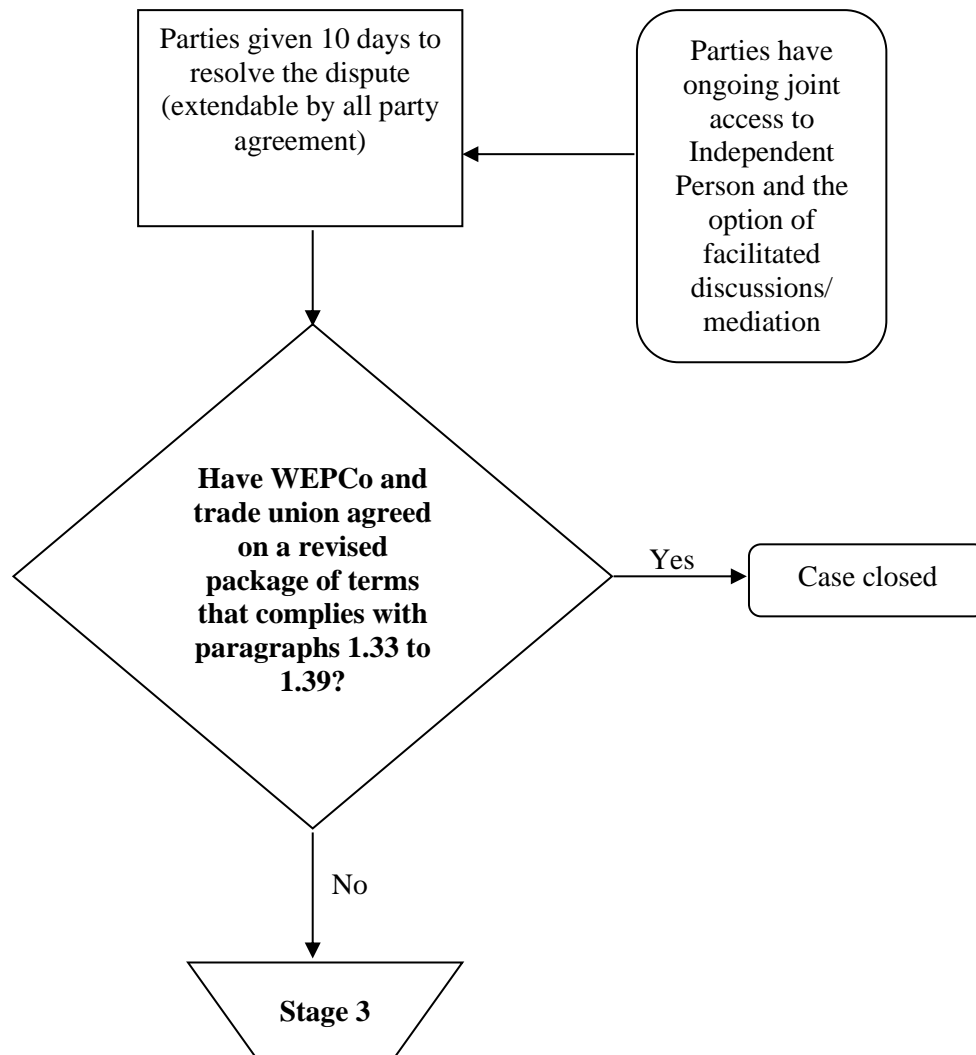 Parties given 10 days to
resolve the dispute
(extendable by all party
agreement)
Parties have
ongoing joint
access to
Independent
Person and the
option of
facilitated
discussions/
mediation
Have WEPCo and
trade union agreed
on a revised
package of terms
that complies with
paragraphs 1.33 to
1.39?
Yes
Case closed
No
Stage 3